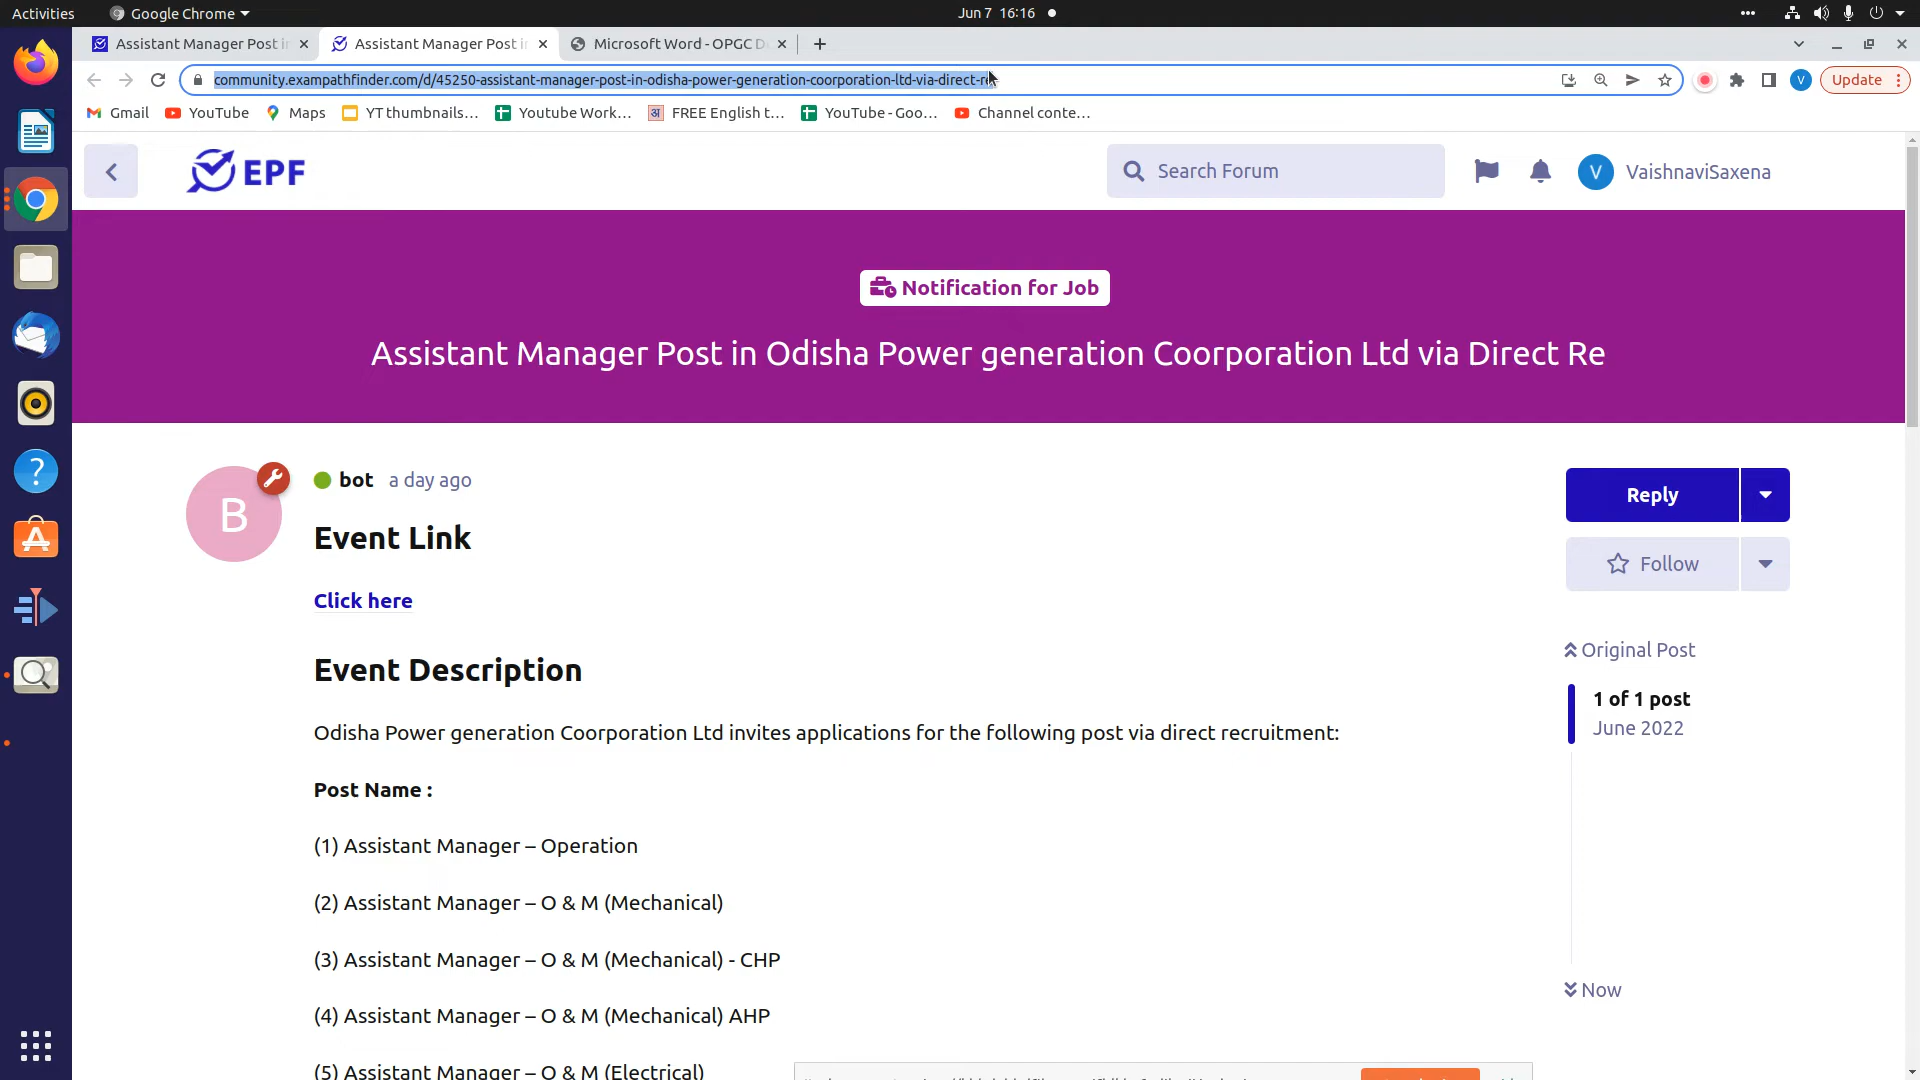 Activities Google Chrome Jun 7 16:16
Assistant Manager Post in Assistant Manager Post in Microsoft Word - OPGC D
community.exampathfinder.com/d/45250-assistant-manager-post-in-odisha-power-generation-coorporation-ltd-via-direct-re Update
Gmail YouTube Maps YT thumbnails... Youtube Work... FREE English t... YouTube - Goo... Channel conte...
EPF Search Forum V VaishnaviSaxena
Notification for Job
Assistant Manager Post in Odisha Power generation Coorporation Ltd via Direct Re
B bot a day ago
Reply
Event Link
Follow
Click here
Original Post
Event Description
1 of 1 post
June 2022
Odisha Power generation Coorporation Ltd invites applications for the following post via direct recruitment:
Post Name :
(1) Assistant Manager – Operation
(2) Assistant Manager – O & M (Mechanical)
(3) Assistant Manager – O & M (Mechanical) - CHP
Now
(4) Assistant Manager – O & M (Mechanical) AHP
(5) Assistant Manager – O & M (Electrical)